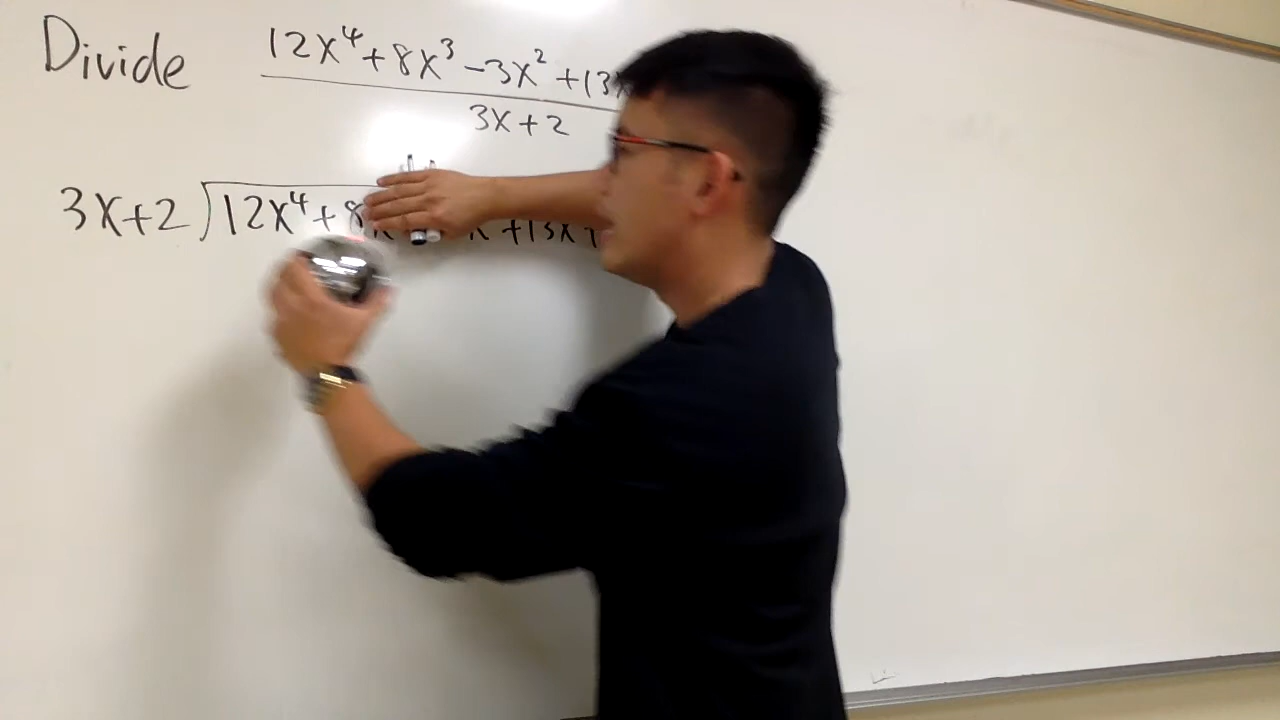 Divide 12x⁴+8x³-3x²+13x
3x+2
3x+2 12x⁴+8x +13x+